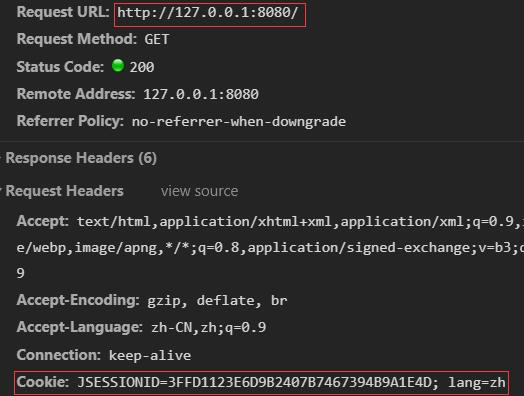 Request URL: http://127.0.0.1:8080/
Request Method: GET
Status Code: 200
Remote Address: 127.0.0.1:8080
Referrer Policy: no-referrer-when-downgrade
Response Headers (6)
Request Headers view source
Accept: text/html,application/xhtml+xml,application/xml;q=0.9,i
e/webp,image/apng,*/*;q=0.8,application/signed-exchange;v=b3;q
9
Accept-Encoding: gzip, deflate, br
Accept-Language: zh-CN,zh;q=0.9
Connection: keep-alive
Cookie: JSESSIONID=3FFD1123E6D9B2407B7467394B9A1E4D; lang=zh